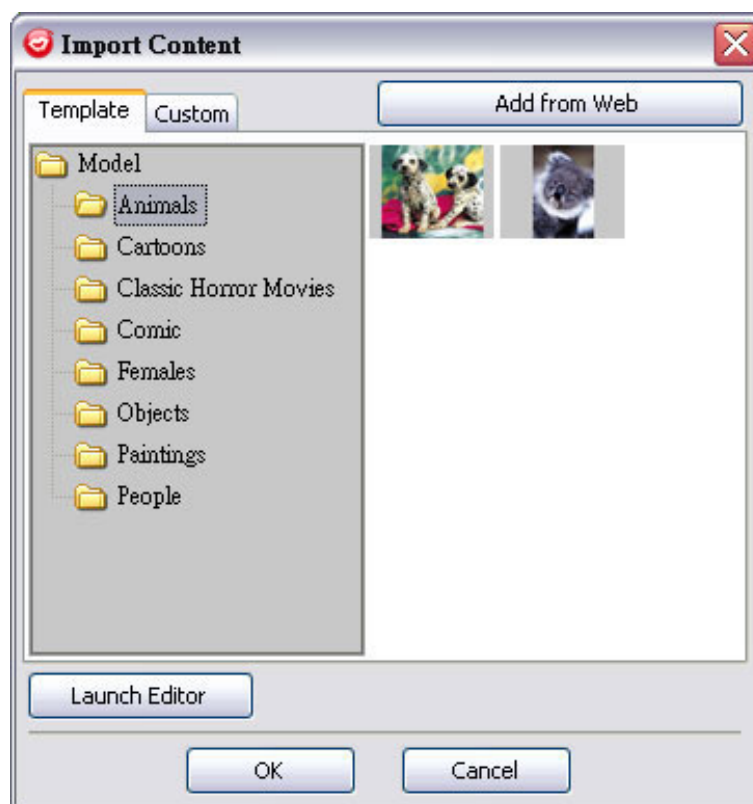 Import Content
Template
Custom
Add from Web
Model
Animals
Cartoons
Classic Horror Movies
Comic
Females
Objects
Paintings
People
Launch Editor
OK
Cancel